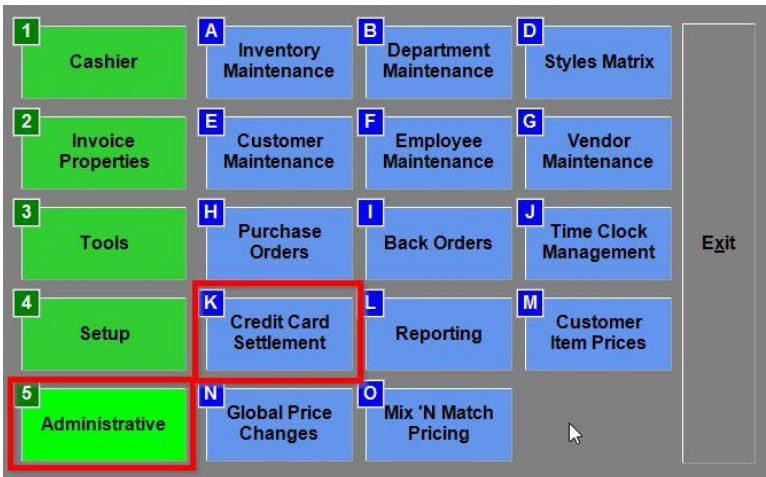 1
Cashier
A
Inventory
Maintenance
B
Department
Maintenance
D
Styles Matrix
2
Invoice
Properties
E
Customer
Maintenance
F
Employee
Maintenance
G
Vendor
Maintenance
3
Tools
H
Purchase
Orders
I
Back Orders
J
Time Clock
Management
Exit
4
Setup
K
Credit Card
Settlement
L
Reporting
M
Customer
Item Prices
5
Administrative
N
Global Price
Changes
O
Mix 'N Match
Pricing